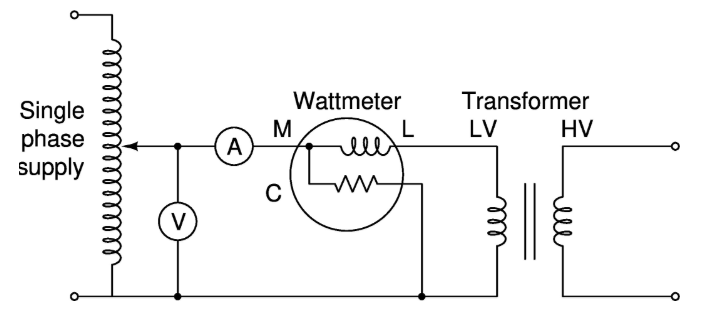 Wattmeter
Transformer
Single
phase
supply
M
L
LV
HV
A
C
V